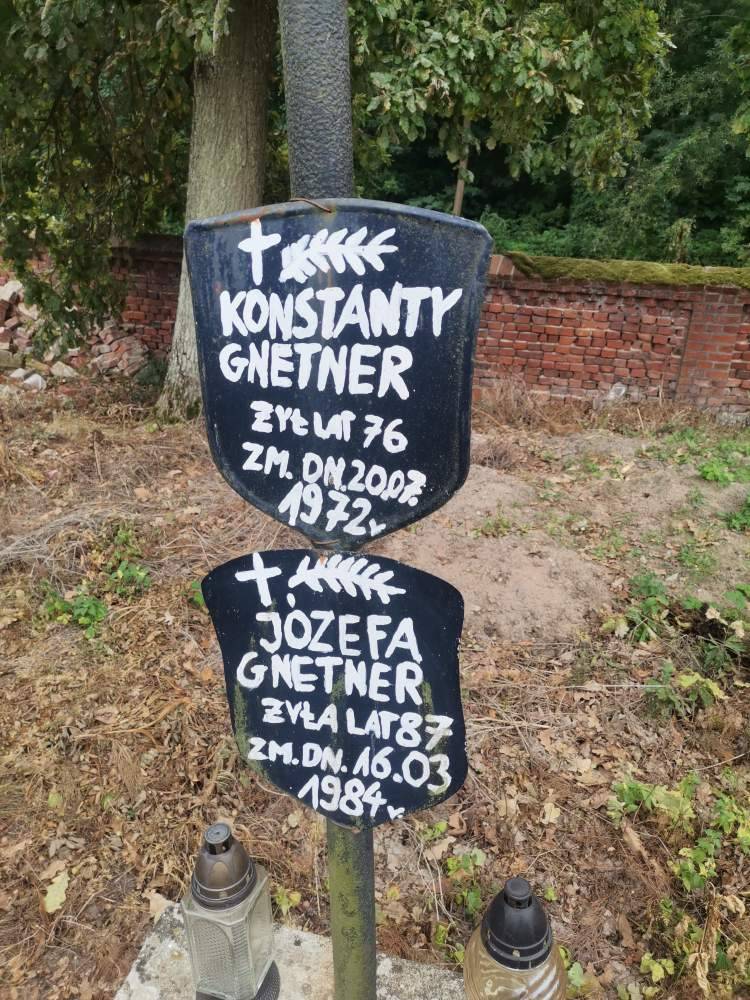 KONSTANTY
GNETNER
ŻYŁ LAT 76
ZM. DN. 20.07.
1972 r
JÓZEFA
GNETNER
ŻYŁA LAT 87
ZM. DN. 16.03
1984 r